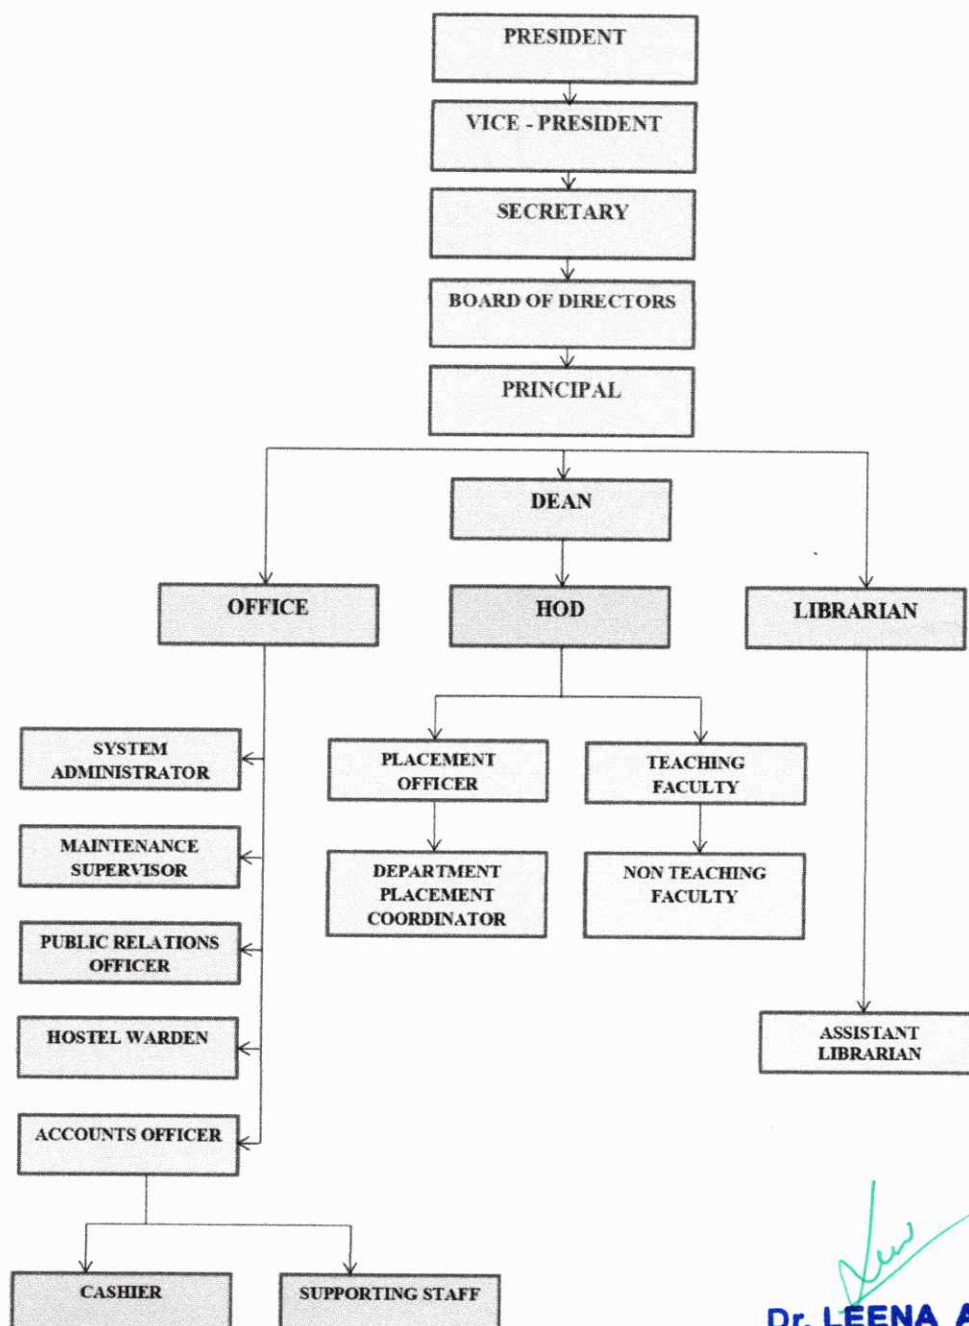 PRESIDENT
VICE - PRESIDENT
SECRETARY
BOARD OF DIRECTORS
PRINCIPAL
DEAN
OFFICE
HOD
LIBRARIAN
SYSTEM
ADMINISTRATOR
PLACEMENT
OFFICER
TEACHING
FACULTY
MAINTENANCE
SUPERVISOR
DEPARTMENT
PLACEMENT
COORDINATOR
NON TEACHING
FACULTY
PUBLIC RELATIONS
OFFICER
HOSTEL WARDEN
ASSISTANT
LIBRARIAN
ACCOUNTS OFFICER
CASHIER
SUPPORTING STAFF
Dr. LEENA A